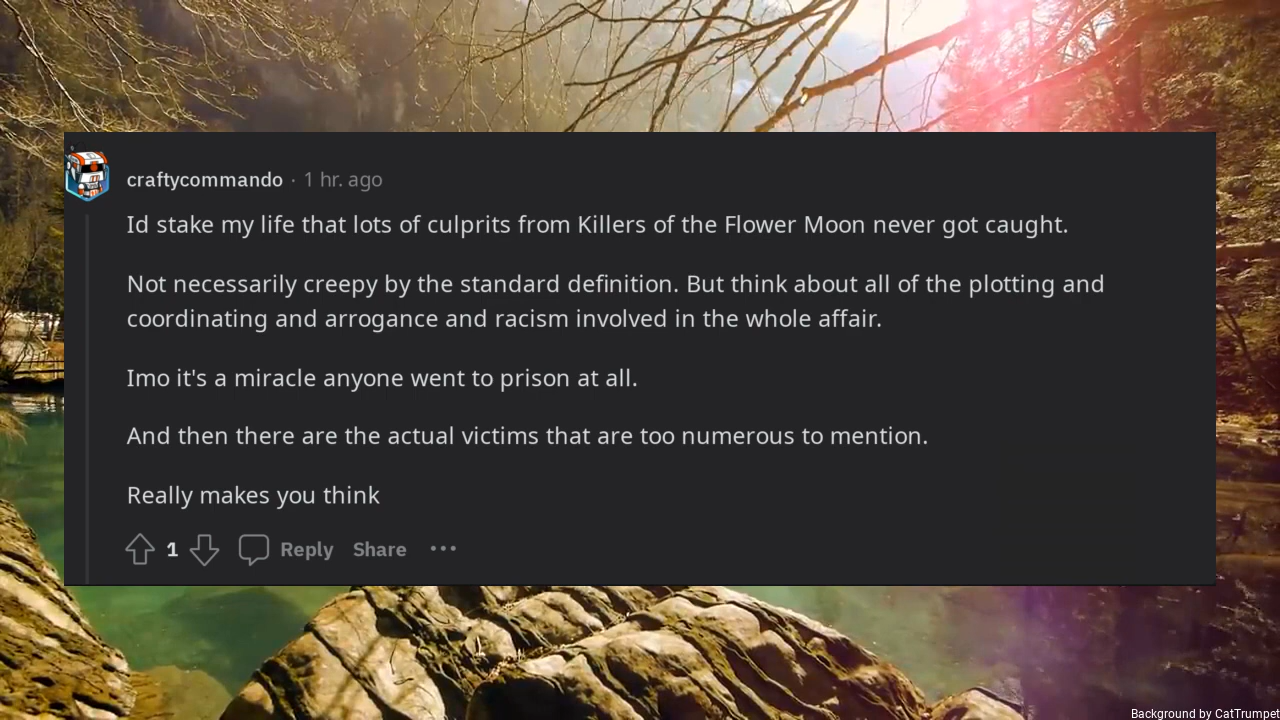 craftycommando · 1 hr. ago
Id stake my life that lots of culprits from Killers of the Flower Moon never got caught.
Not necessarily creepy by the standard definition. But think about all of the plotting and
coordinating and arrogance and racism involved in the whole affair.
Imo it's a miracle anyone went to prison at all.
And then there are the actual victims that are too numerous to mention.
Really makes you think
1 Reply Share •••
Background by CatTrumpet